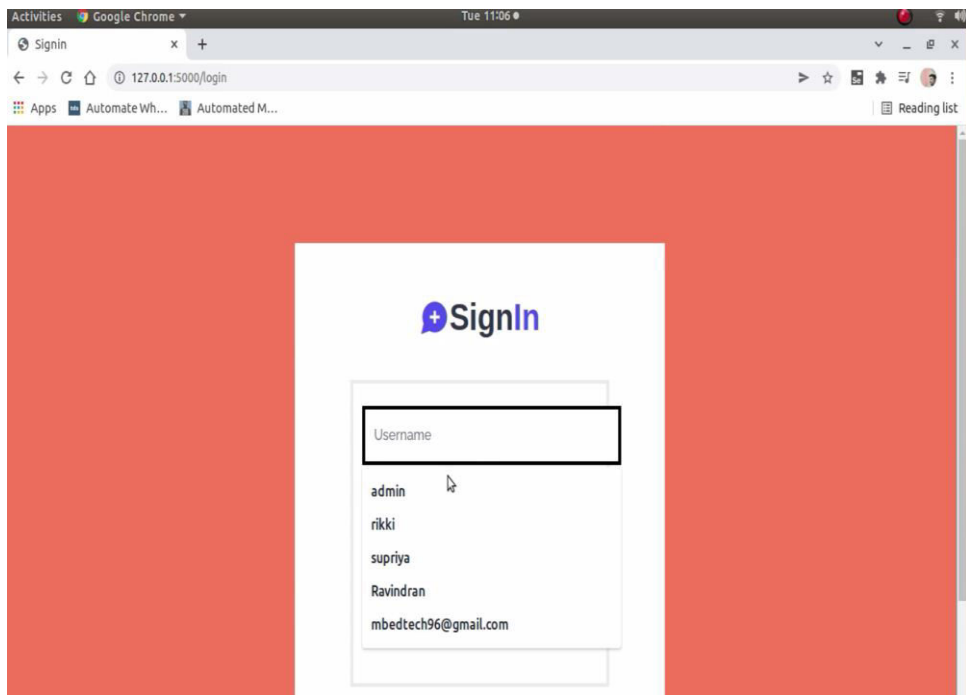 Activities Google Chrome Tue 11:06
Signin
127.0.0.1:5000/login
Apps Automate Wh... Automated M... Reading list
SignIn
Username
admin
rikki
supriya
Ravindran
mbedtech96@gmail.com